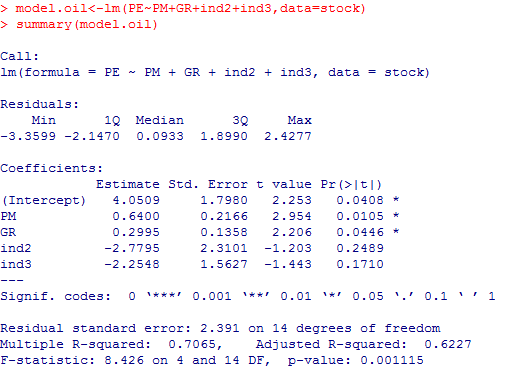 > model.oil<-lm(PE~PM+GR+ind2+ind3,data=stock)
> summary(model.oil)
Call:
lm(formula = PE ~ PM + GR + ind2 + ind3, data = stock)
Residuals:
    Min      1Q  Median      3Q     Max
-3.3599 -2.1470  0.0933  1.8990  2.4277
Coefficients:
            Estimate Std. Error t value Pr(>|t|)
(Intercept)   4.0509     1.7980   2.253   0.0408 *
PM            0.6400     0.2166   2.954   0.0105 *
GR            0.2995     0.1358   2.206   0.0446 *
ind2         -2.7795     2.3101  -1.203   0.2489
ind3         -2.2548     1.5627  -1.443   0.1710
---
Signif. codes:  0 ‘***’ 0.001 ‘**’ 0.01 ‘*’ 0.05 ‘.’ 0.1 ‘ ’ 1
Residual standard error: 2.391 on 14 degrees of freedom
Multiple R-squared:  0.7065,    Adjusted R-squared:  0.6227
F-statistic: 8.426 on 4 and 14 DF,  p-value: 0.001115